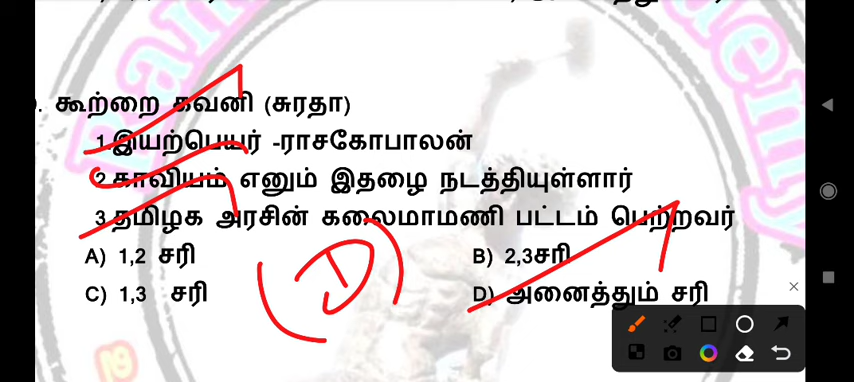 கூற்றை கவனி (சுரதா)
1.இயற்பெயர் -ராசகோபாலன்
2.காவியம் எனும் இதழை நடத்தியுள்ளார்
3.தமிழக அரசின் கலைமாமணி பட்டம் பெற்றவர்
A) 1,2 சரி
B) 2,3சரி
C) 1,3 சரி
D) அனைத்தும் சரி
D